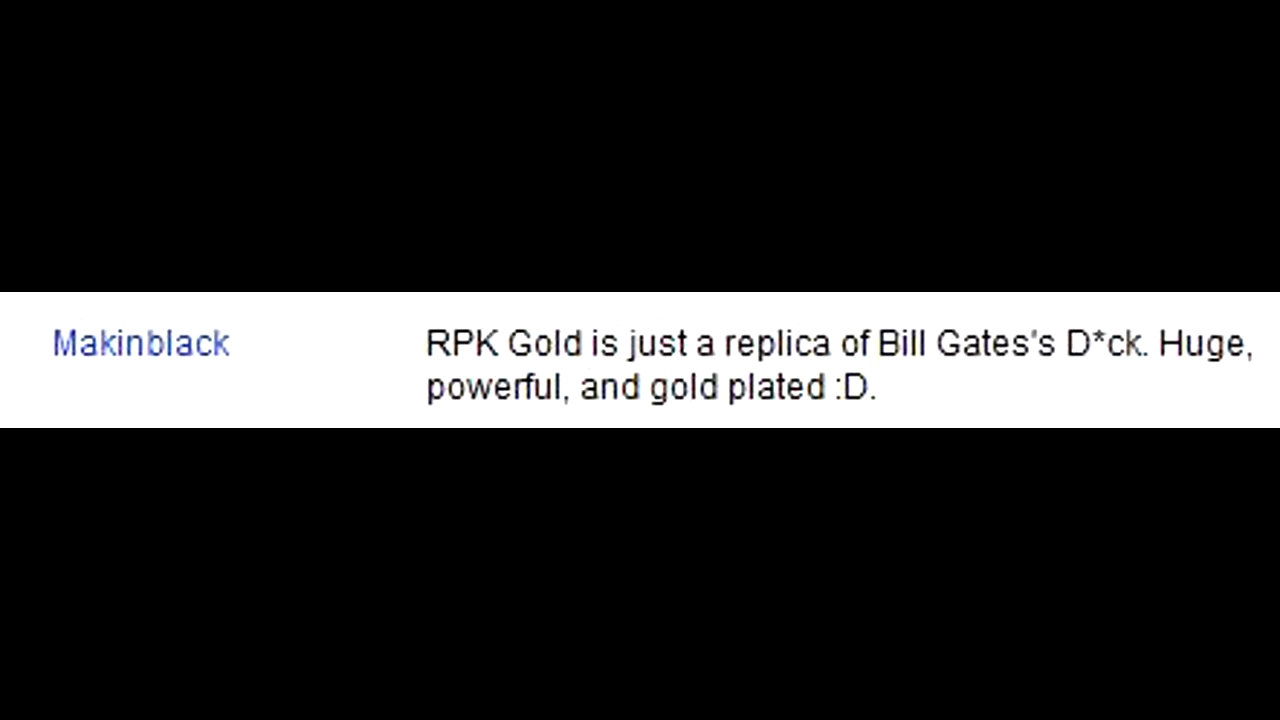 Makinblack RPK Gold is just a replica of Bill Gates's D*ck. Huge,
powerful, and gold plated :D.